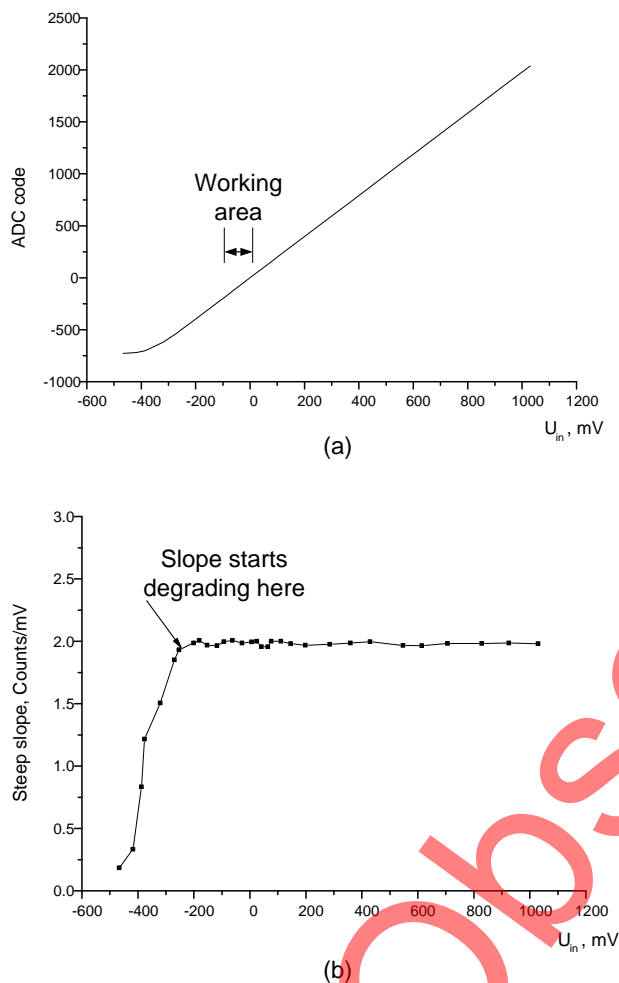 2500
2000
1500
1000
500
0
-500
-1000
ADC code
Working
area
-600 -400 -200 0 200 400 600 800 1000 1200
U_in , mV
(a)
3.0
2.5
2.0
1.5
1.0
0.5
0.0
Steep slope, Counts/mV
Slope starts
degrading here
-600 -400 -200 0 200 400 600 800 1000 1200
U_in , mV
(b)
Obs